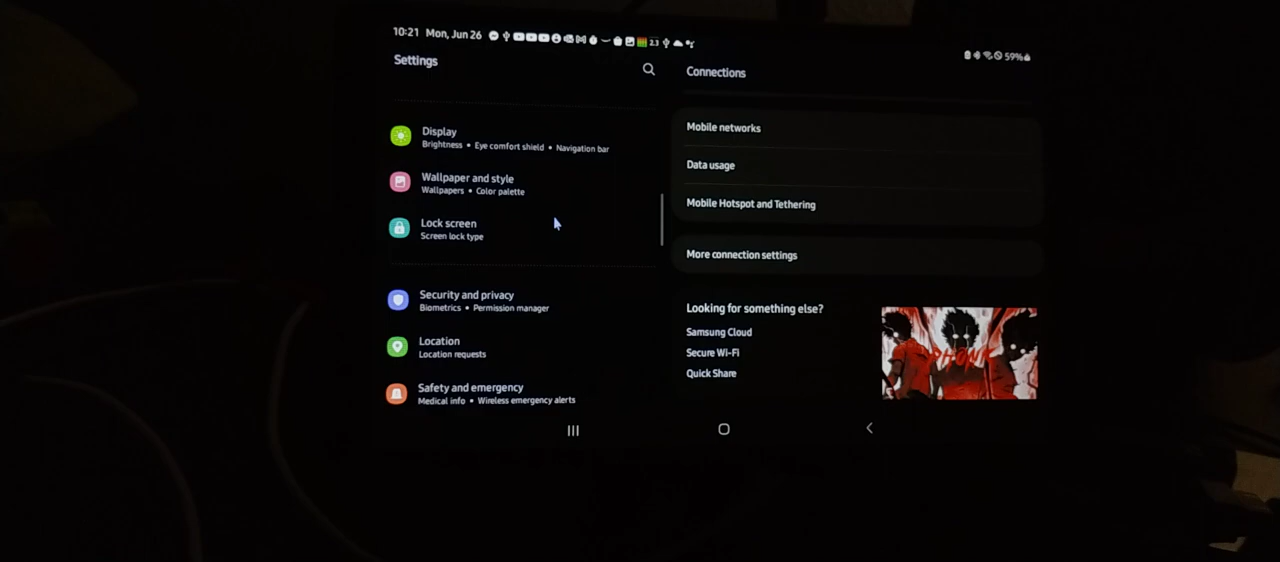 10:21 Mon, Jun 26
2.3
59%
Settings
Display
Brightness • Eye comfort shield • Navigation bar
Wallpaper and style
Wallpapers • Color palette
Lock screen
Screen lock type
Security and privacy
Biometrics • Permission manager
Location
Location requests
Safety and emergency
Medical info • Wireless emergency alerts
Connections
Mobile networks
Data usage
Mobile Hotspot and Tethering
More connection settings
Looking for something else?
Samsung Cloud
Secure Wi-Fi
Quick Share
PHONK